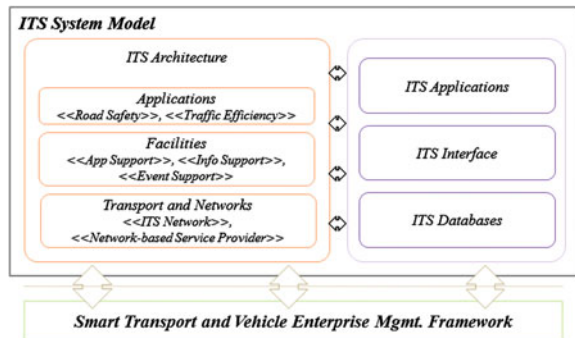 ITS System Model
ITS Architecture
Applications
<<Road Safety>>, <<Traffic Efficiency>>
Facilities
<<App Support>>, <<Info Support>>,
<<Event Support>>
Transport and Networks
<<ITS Network>>,
<<Network-based Service Provider>>
ITS Applications
ITS Interface
ITS Databases
Smart Transport and Vehicle Enterprise Mgmt. Framework